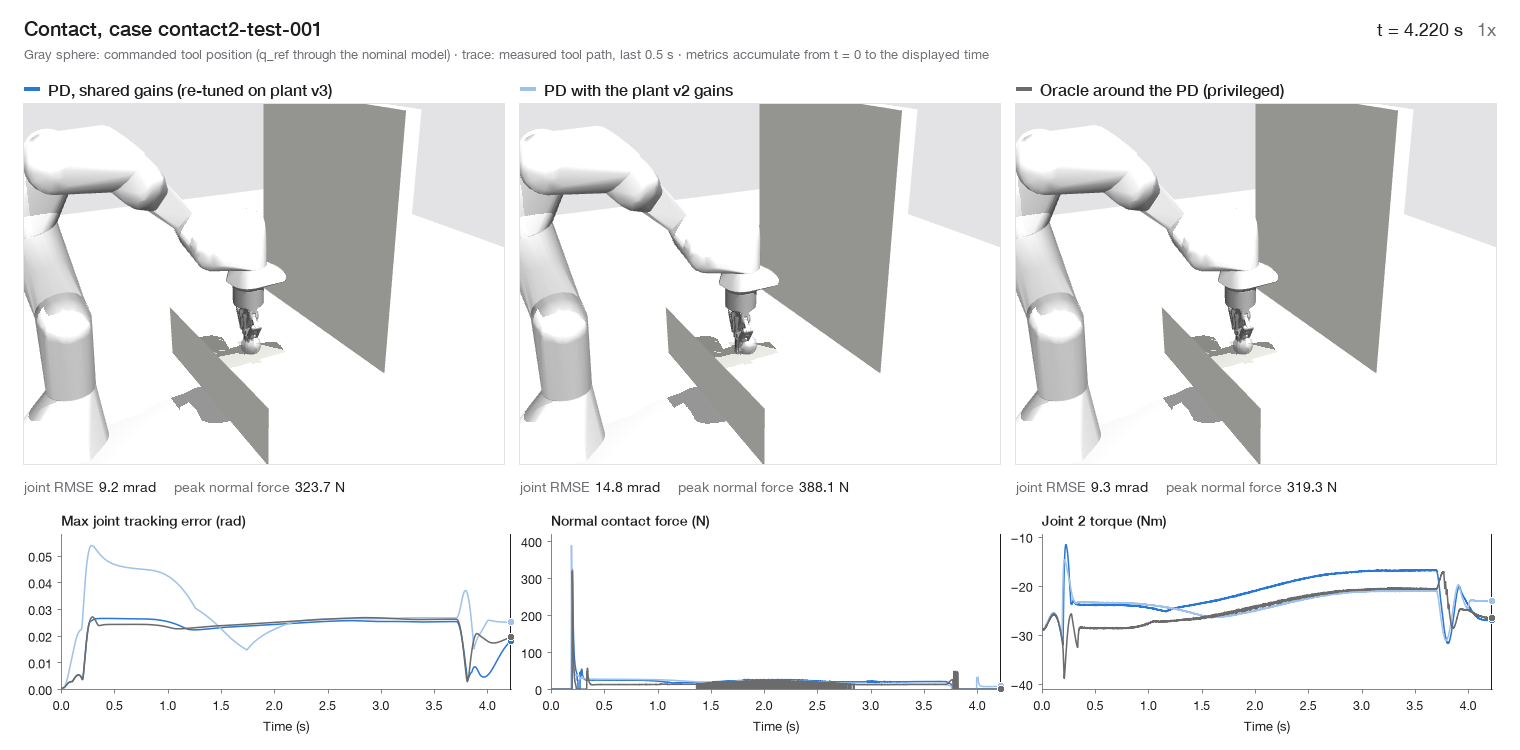 Contact, case contact2-test-001
t = 4.220 s 1x
Gray sphere: commanded tool position (q_ref through the nominal model) · trace: measured tool path, last 0.5 s · metrics accumulate from t = 0 to the displayed time
PD, shared gains (re-tuned on plant v3)
PD with the plant v2 gains
Oracle around the PD (privileged)
joint RMSE 9.2 mrad peak normal force 323.7 N
joint RMSE 14.8 mrad peak normal force 388.1 N
joint RMSE 9.3 mrad peak normal force 319.3 N
Max joint tracking error (rad)
0.05
0.04
0.03
0.02
0.01
0.00
0.0 0.5 1.0 1.5 2.0 2.5 3.0 3.5 4.0
Time (s)
Normal contact force (N)
400
300
200
100
0
0.0 0.5 1.0 1.5 2.0 2.5 3.0 3.5 4.0
Time (s)
Joint 2 torque (Nm)
−10
−20
−30
−40
0.0 0.5 1.0 1.5 2.0 2.5 3.0 3.5 4.0
Time (s)